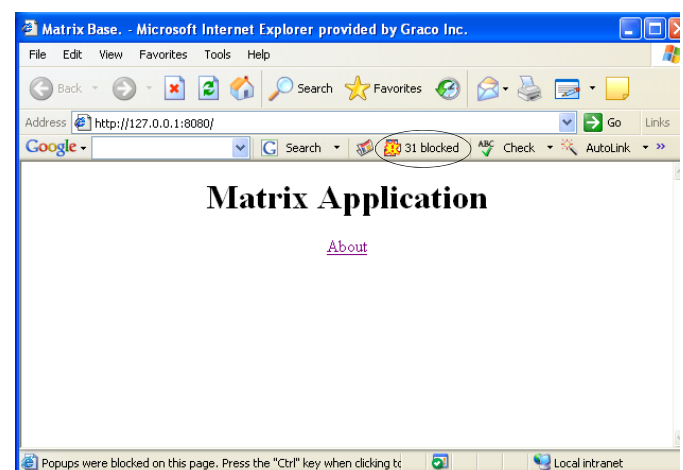 Matrix Base. - Microsoft Internet Explorer provided by Graco Inc.
File Edit View Favorites Tools Help
Back Search Favorites
Address http://127.0.0.1:8080/ Go Links
Google Search 31 blocked ABC Check AutoLink »
Matrix Application
About
Popups were blocked on this page. Press the "Ctrl" key when clicking to Local intranet